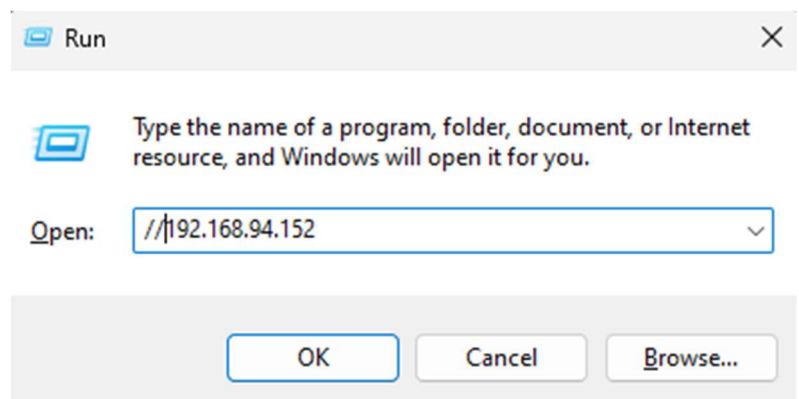 Run
Type the name of a program, folder, document, or Internet
resource, and Windows will open it for you.
Open: //192.168.94.152
OK Cancel Browse...